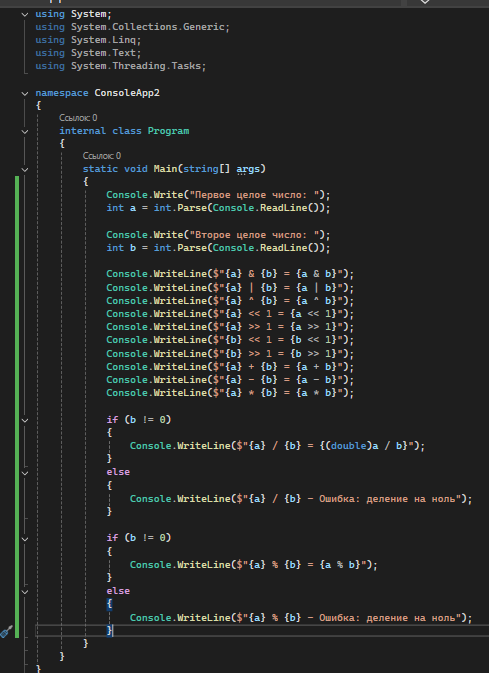 using System;
using System.Collections.Generic;
using System.Linq;
using System.Text;
using System.Threading.Tasks;
namespace ConsoleApp2
{
Ссылок: 0
internal class Program
{
Ссылок: 0
static void Main(string[] args)
{
Console.Write("Первое целое число: ");
int a = int.Parse(Console.ReadLine());
Console.Write("Второе целое число: ");
int b = int.Parse(Console.ReadLine());
Console.WriteLine($"{a} & {b} = {a & b}");
Console.WriteLine($"{a} | {b} = {a | b}");
Console.WriteLine($"{a} ^ {b} = {a ^ b}");
Console.WriteLine($"{a} << 1 = {a << 1}");
Console.WriteLine($"{a} >> 1 = {a >> 1}");
Console.WriteLine($"{b} << 1 = {b << 1}");
Console.WriteLine($"{b} >> 1 = {b >> 1}");
Console.WriteLine($"{a} + {b} = {a + b}");
Console.WriteLine($"{a} - {b} = {a - b}");
Console.WriteLine($"{a} * {b} = {a * b}");
if (b != 0)
{
Console.WriteLine($"{a} / {b} = {(double)a / b}");
}
else
{
Console.WriteLine($"{a} / {b} - Ошибка: деление на ноль");
}
if (b != 0)
{
Console.WriteLine($"{a} % {b} = {a % b}");
}
else
{
Console.WriteLine($"{a} % {b} - Ошибка: деление на ноль");
}
}
}
}